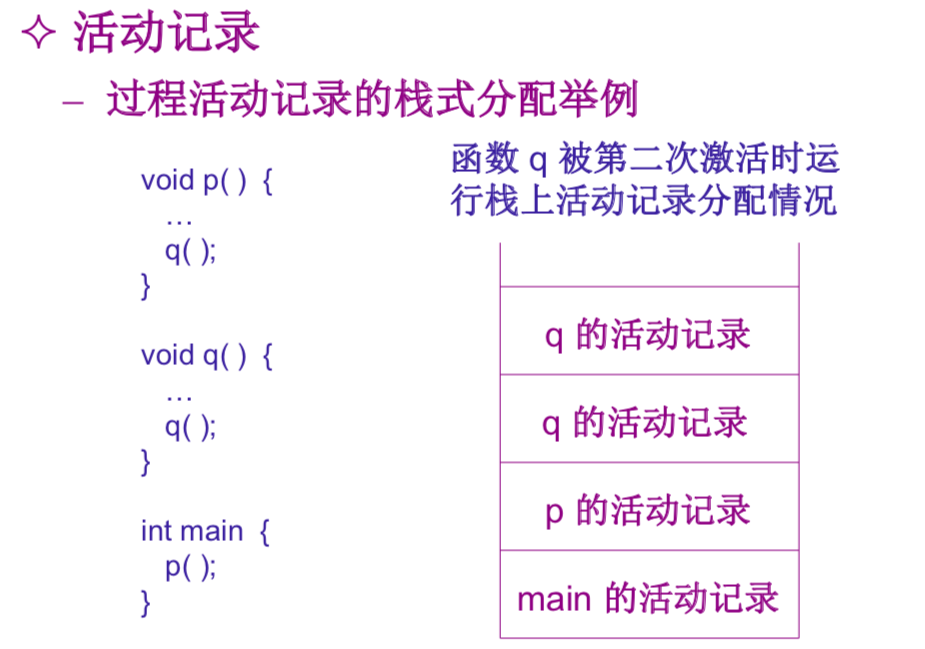 ✧ 活动记录
– 过程活动记录的栈式分配举例
函数 q 被第二次激活时运
行栈上活动记录分配情况
void p( ) {
…
q( );
}
void q( ) {
…
q( );
}
int main {
p( );
}
q 的活动记录
q 的活动记录
p 的活动记录
main 的活动记录